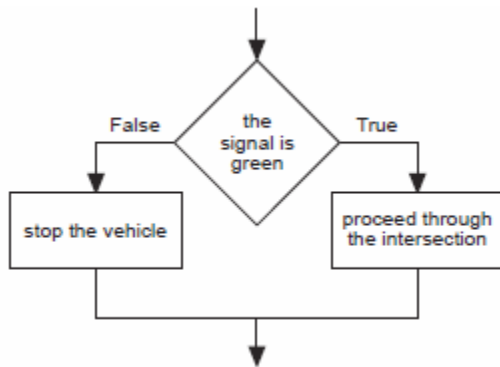 False
the
signal is
green
True
stop the vehicle
proceed through
the intersection